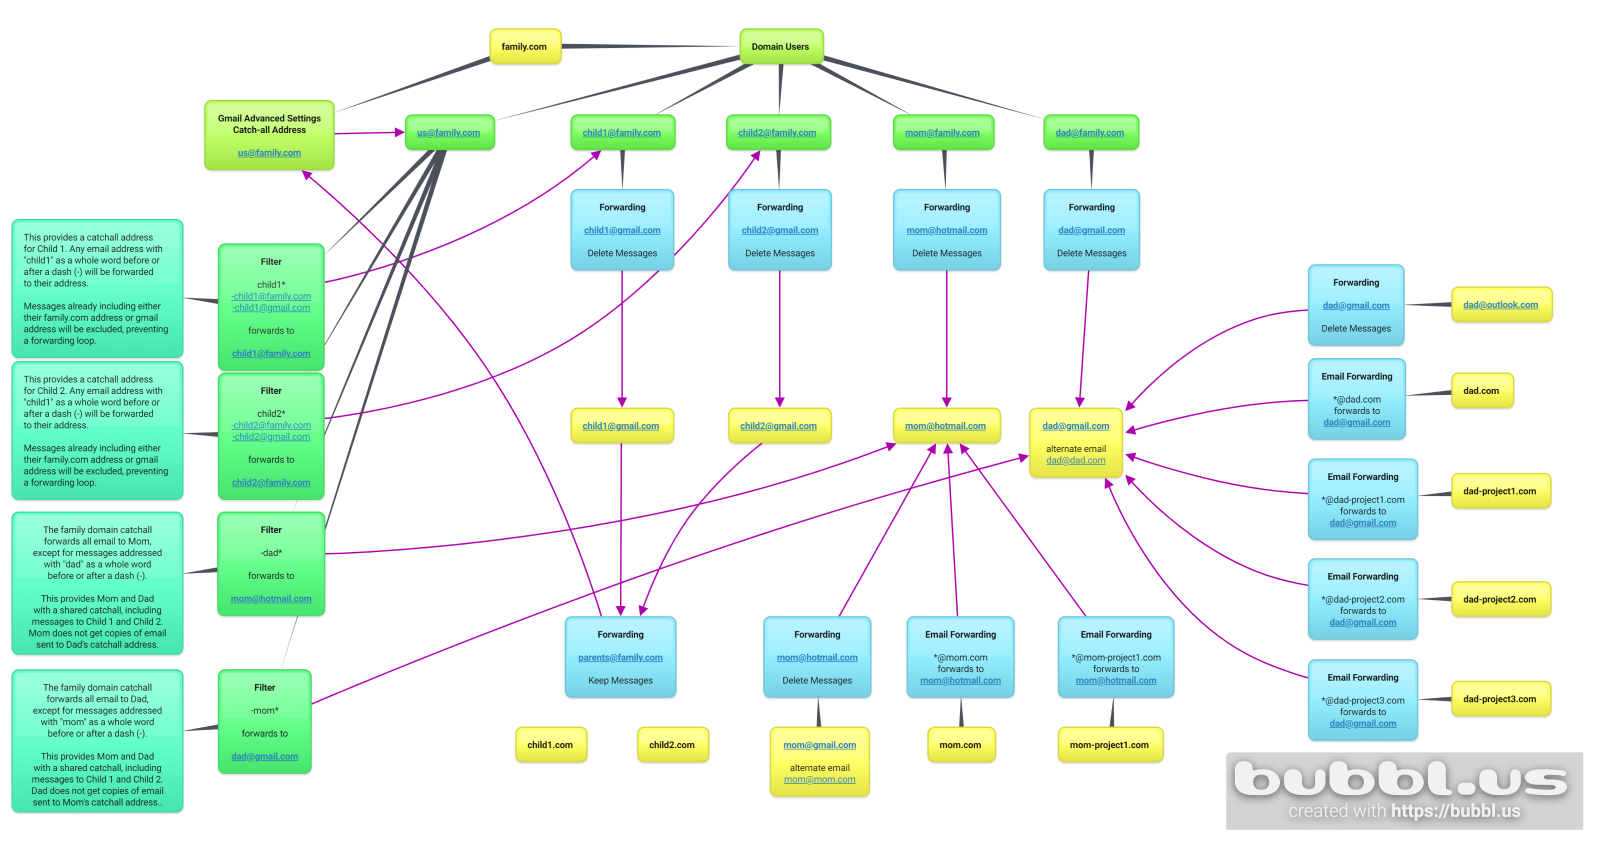 family.com
Domain Users
Gmail Advanced Settings
Catch-all Address
us@family.com
us@family.com
child1@family.com
child2@family.com
mom@family.com
dad@family.com
Forwarding
child1@gmail.com
Delete Messages
Forwarding
child2@gmail.com
Delete Messages
Forwarding
mom@hotmail.com
Delete Messages
Forwarding
dad@gmail.com
Delete Messages
This provides a catchall address
for Child 1. Any email address with
"child1" as a whole word before or
after a dash (-) will be forwarded
to their address.
Messages already including either
their family.com address or gmail
address will be excluded, preventing
a forwarding loop.
Filter
child1*
-child1@family.com
-child1@gmail.com
forwards to
child1@family.com
This provides a catchall address
for Child 2. Any email address with
"child1" as a whole word before or
after a dash (-) will be forwarded
to their address.
Messages already including either
their family.com address or gmail
address will be excluded, preventing
a forwarding loop.
Filter
child2*
-child2@family.com
-child2@gmail.com
forwards to
child2@family.com
The family domain catchall
forwards all email to Mom,
except for messages addressed
with "dad" as a whole word
before or after a dash (-).
This provides Mom and Dad
with a shared catchall, including
messages to Child 1 and Child 2.
Mom does not get copies of email
sent to Dad's catchall address.
Filter
-dad*
forwards to
mom@hotmail.com
The family domain catchall
forwards all email to Dad,
except for messages addressed
with "mom" as a whole word
before or after a dash (-).
This provides Mom and Dad
with a shared catchall, including
messages to Child 1 and Child 2.
Dad does not get copies of email
sent to Mom's catchall address..
Filter
-mom*
forwards to
dad@gmail.com
child1@gmail.com
child2@gmail.com
mom@hotmail.com
dad@gmail.com
alternate email
dad@dad.com
Forwarding
dad@gmail.com
Delete Messages
dad@outlook.com
Email Forwarding
*@dad.com
forwards to
dad@gmail.com
dad.com
Email Forwarding
*@dad-project1.com
forwards to
dad@gmail.com
dad-project1.com
Email Forwarding
*@dad-project2.com
forwards to
dad@gmail.com
dad-project2.com
Email Forwarding
*@dad-project3.com
forwards to
dad@gmail.com
dad-project3.com
Forwarding
parents@family.com
Keep Messages
Forwarding
mom@hotmail.com
Delete Messages
Email Forwarding
*@mom.com
forwards to
mom@hotmail.com
Email Forwarding
*@mom-project1.com
forwards to
mom@hotmail.com
child1.com
child2.com
mom@gmail.com
alternate email
mom@mom.com
mom.com
mom-project1.com
bubbl.us
created with https://bubbl.us